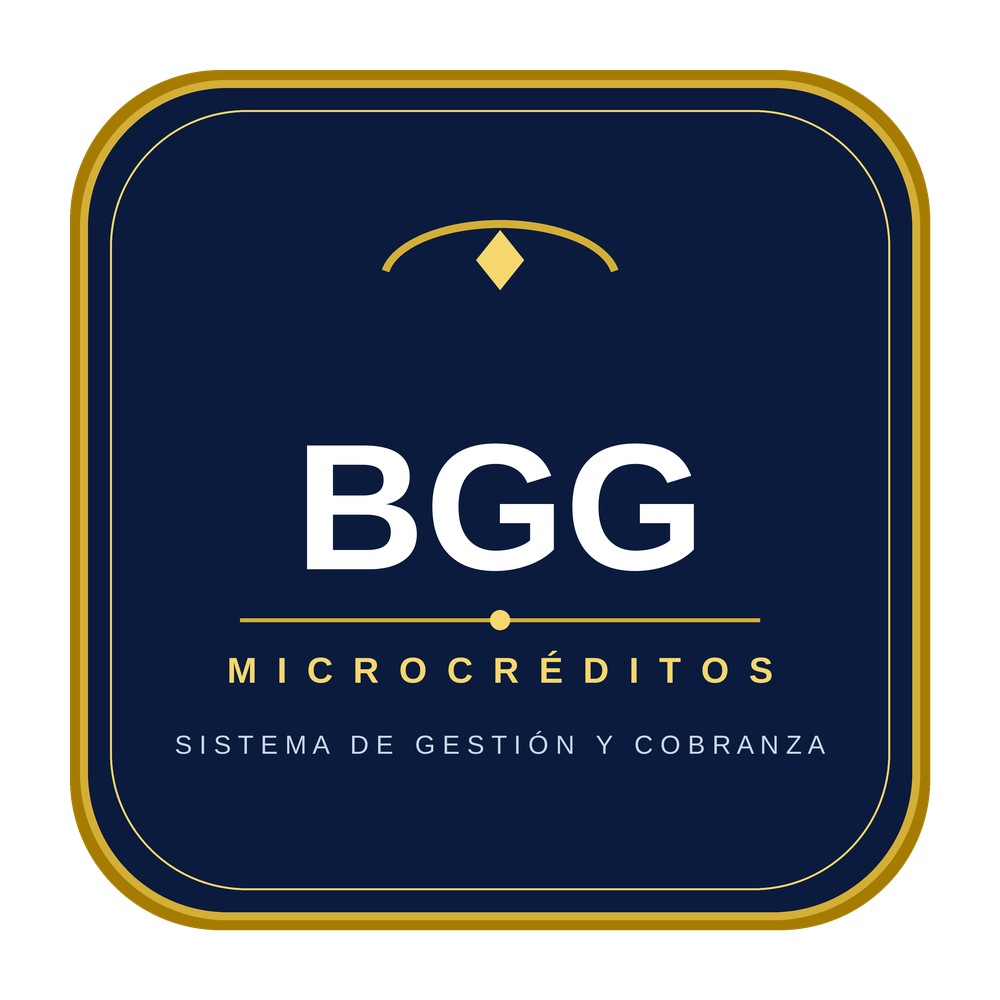 BGG
MICROCRÉDITOS
SISTEMA DE GESTIÓN Y COBRANZA